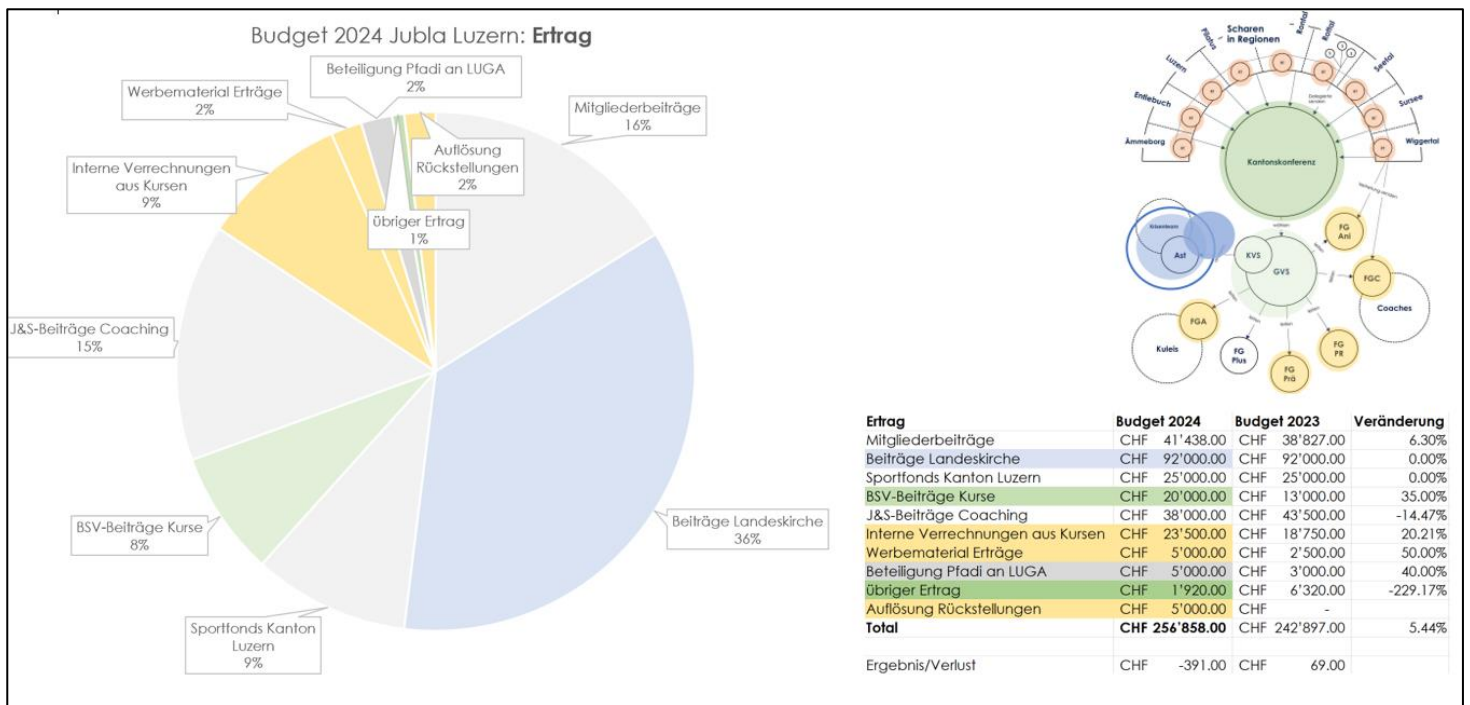 Budget 2024 Jubla Luzern: Ertrag
Beteiligung Pfadi an LUGA
2%
Werbematerial Erträge
2%
Mitgliederbeiträge
16%
Auflösung
Rückstellungen
2%
Interne Verrechnungen
aus Kursen
9%
übriger Ertrag
1%
J&S-Beiträge Coaching
15%
BSV-Beiträge Kurse
8%
Beiträge Landeskirche
36%
Sportfonds Kanton
Luzern
9%
Scharen
in Regionen
Pilatus
Rontal
Rottal
Luzern
Seetal
Entlebuch
Sursee
Ämmeborg
Wiggertal
Delegierte
senden
Kantonskonferenz
Vertretung senden
wählen
FG
Ani
Ast
KVS
GVS
FGC
Coaches
FGA
Kuleis
FG
Plus
FG
Prä
FG
PR
leiten
leiten
leiten
Ertrag Budget 2024 Budget 2023 Veränderung
Mitgliederbeiträge CHF 41'438.00 CHF 38'827.00 6.30%
Beiträge Landeskirche CHF 92'000.00 CHF 92'000.00 0.00%
Sportfonds Kanton Luzern CHF 25'000.00 CHF 25'000.00 0.00%
BSV-Beiträge Kurse CHF 20'000.00 CHF 13'000.00 35.00%
J&S-Beiträge Coaching CHF 38'000.00 CHF 43'500.00 -14.47%
Interne Verrechnungen aus Kursen CHF 23'500.00 CHF 18'750.00 20.21%
Werbematerial Erträge CHF 5'000.00 CHF 2'500.00 50.00%
Beteiligung Pfadi an LUGA CHF 5'000.00 CHF 3'000.00 40.00%
übriger Ertrag CHF 1'920.00 CHF 6'320.00 -229.17%
Auflösung Rückstellungen CHF 5'000.00 CHF -
Total CHF 256'858.00 CHF 242'897.00 5.44%
Ergebnis/Verlust CHF -391.00 CHF 69.00